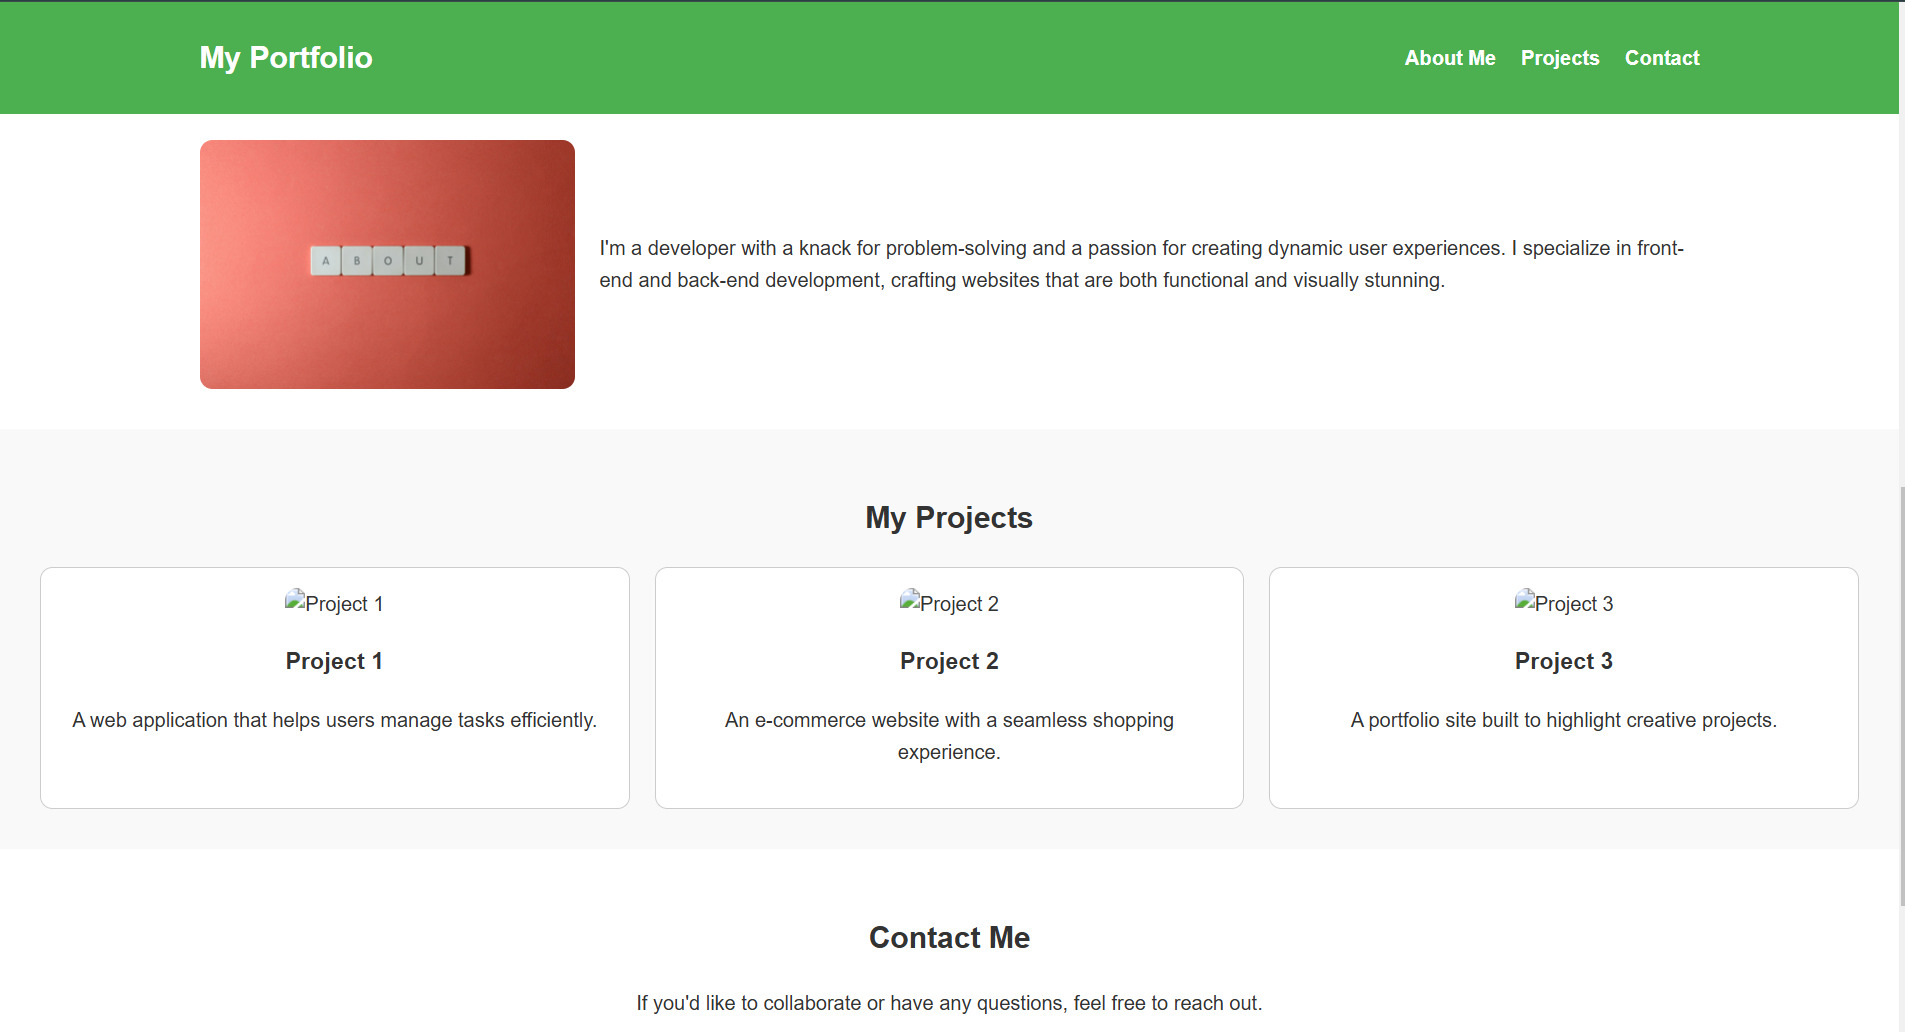 My Portfolio
About Me Projects Contact
ABOUT
I'm a developer with a knack for problem-solving and a passion for creating dynamic user experiences. I specialize in front-
end and back-end development, crafting websites that are both functional and visually stunning.
My Projects
Project 1
Project 1
A web application that helps users manage tasks efficiently.
Project 2
Project 2
An e-commerce website with a seamless shopping
experience.
Project 3
Project 3
A portfolio site built to highlight creative projects.
Contact Me
If you'd like to collaborate or have any questions, feel free to reach out.